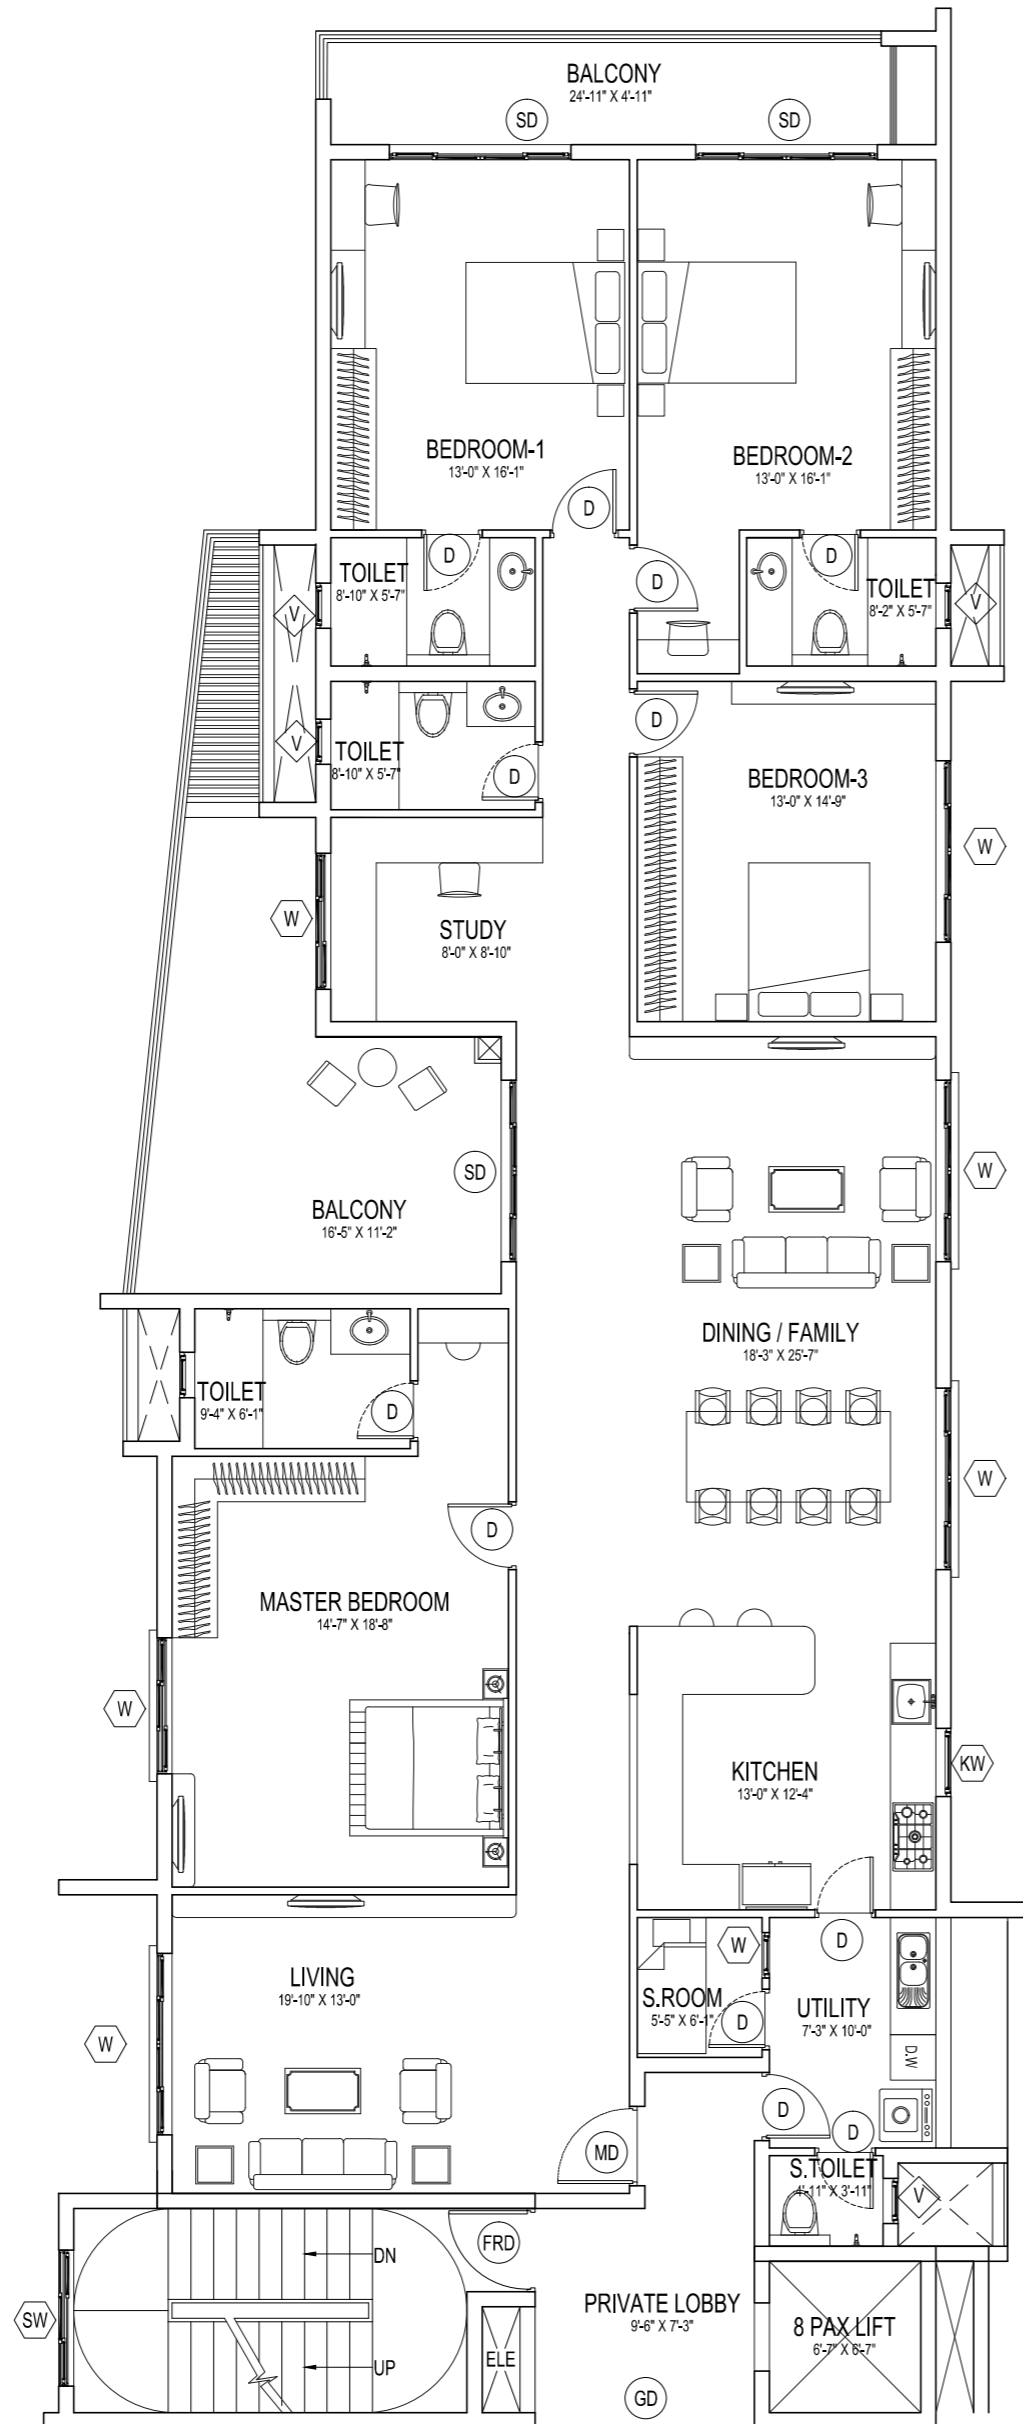 BALCONY
24'-11" X 4'-11"
SD
SD
BEDROOM-1
13'-0" X 16'-1"
BEDROOM-2
13'-0" X 16'-1"
D
D
D
D
TOILET
8'-10" X 5'-7"
TOILET
8'-2" X 5'-7"
V
V
V
D
TOILET
8'-10" X 5'-7"
D
BEDROOM-3
13'-0" X 14'-9"
W
W
STUDY
8'-0" X 8'-10"
SD
W
BALCONY
16'-5" X 11'-2"
DINING / FAMILY
18'-3" X 25'-7"
TOILET
9'-4" X 6'-1"
D
W
D
MASTER BEDROOM
14'-7" X 18'-8"
W
KITCHEN
13'-0" X 12'-4"
KW
W
D
LIVING
19'-10" X 13'-0"
S.ROOM
5'-5" X 6'-1"
UTILITY
7'-3" X 10'-0"
D
W
D.W
D
D
MD
S.TOILET
4'-11" X 3'-11"
V
FRD
DN
PRIVATE LOBBY
9'-6" X 7'-3"
8 PAX LIFT
6'-7" X 6'-7"
SW
ELE
UP
GD